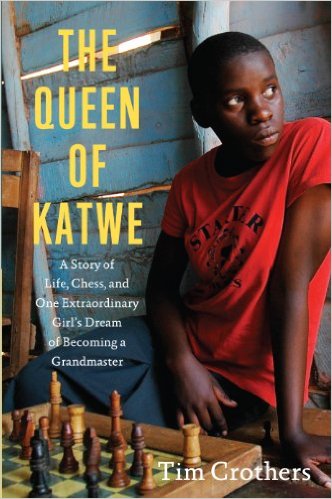 THE
QUEEN
OF
KATWE
A Story of
Life, Chess, and
One Extraordinary
Girl's Dream
of Becoming a
Grandmaster
Tim Crothers